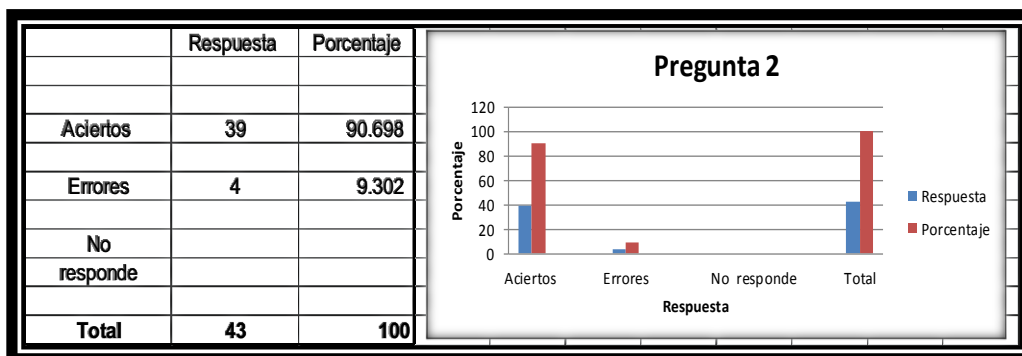 Respuesta Porcentaje
Aciertos 39 90.698
Errores 4 9.302
No
responde
Total 43 100
Pregunta 2
Porcentaje
120
100
80
60
40
20
0
Aciertos Errores No responde Total
Respuesta
Respuesta
Porcentaje